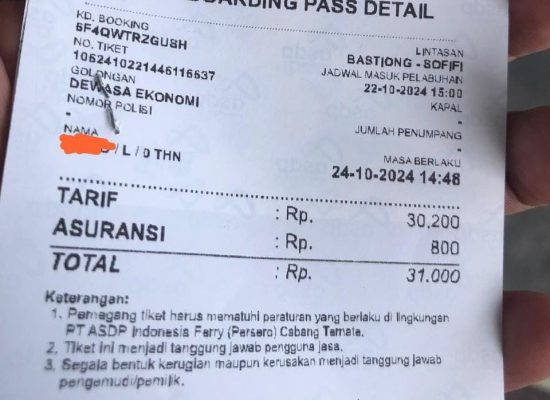 BOARDING PASS DETAIL
KD. BOOKING
NO. TIKET
1062410221446116637
GOLONGAN
DEWASA EKONOMI
NOMOR POLISI
-
NAMA
/ L / 0 THN
LINTASAN
BASTIONG - SOFIFI
JADWAL MASUK PELABUHAN
22-10-2024 15:00
KAPAL
-
JUMLAH PENUMPANG
-
MASA BERLAKU
24-10-2024 14:48
TARIF : Rp. 30,200
ASURANSI : Rp. 800
TOTAL : Rp. 31.000
Keterangan:
1. Pemegang tiket harus mematuhi peraturan yang berlaku di lingkungan
PT ASDP Indonesia Ferry (Persero) Cabang Ternate.
2. Tiket ini menjadi tanggung jawab pengguna jasa.
3. Segala bentuk kerugian maupun kerusakan menjadi tanggung jawab
pengemudi/pemilik.